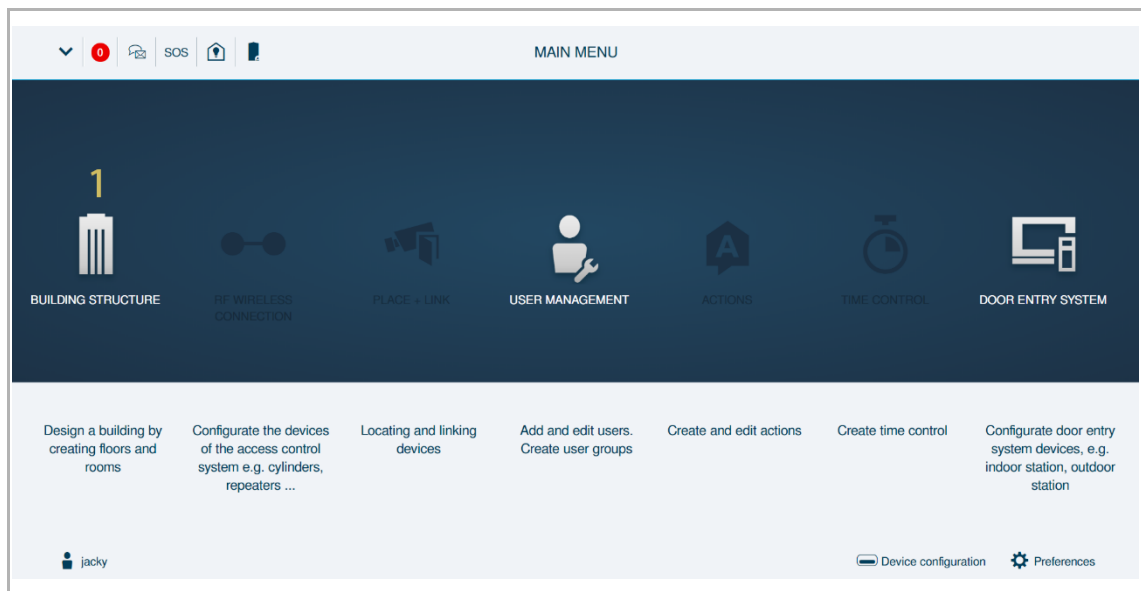 0
SOS
MAIN MENU
1
BUILDING STRUCTURE
RF WIRELESS
CONNECTION
PLACE + LINK
USER MANAGEMENT
ACTIONS
TIME CONTROL
DOOR ENTRY SYSTEM
Design a building by
creating floors and
rooms
Configurate the devices
of the access control
system e.g. cylinders,
repeaters ...
Locating and linking
devices
Add and edit users.
Create user groups
Create and edit actions
Create time control
Configurate door entry
system devices, e.g.
indoor station, outdoor
station
jacky
Device configuration
Preferences